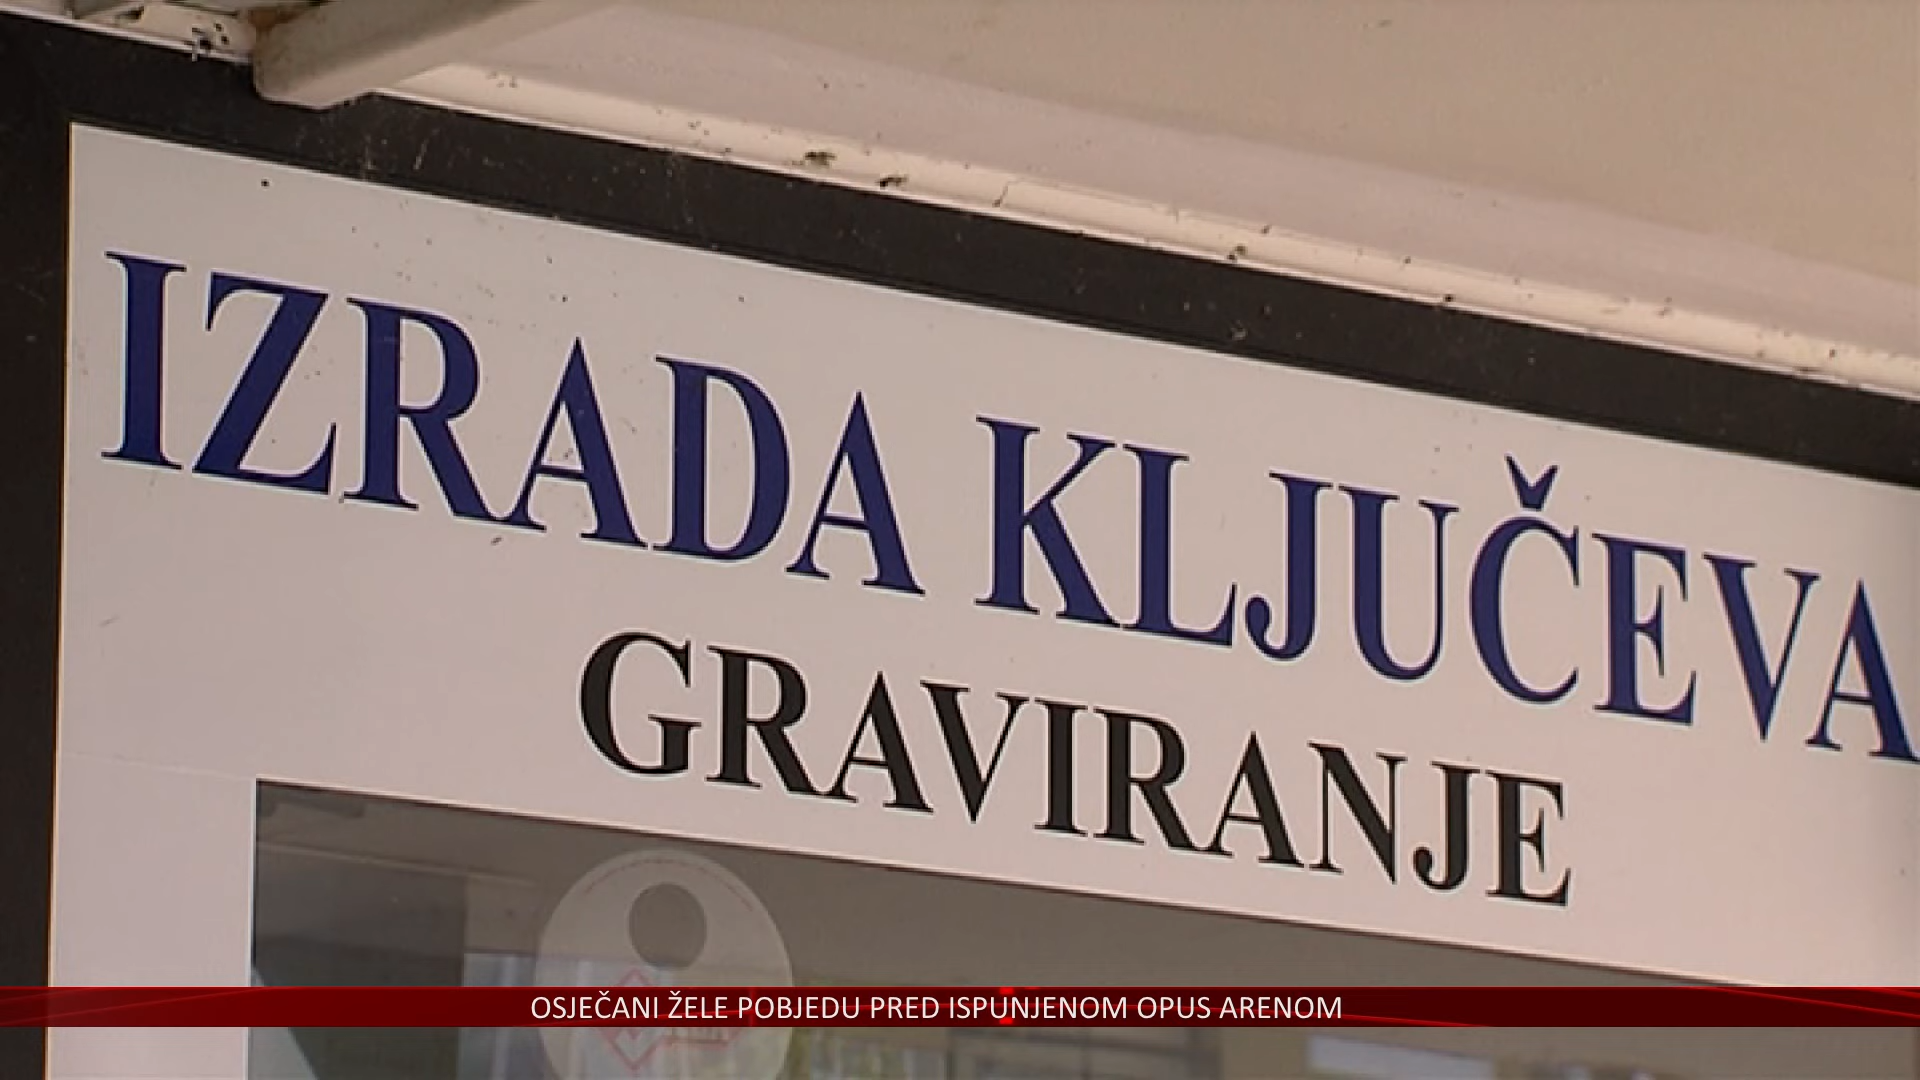 IZRADA KLJUČEVA
GRAVIRANJE
OSJEČANI ŽELE POBJEDU PRED ISPUNJENOM OPUS ARENOM